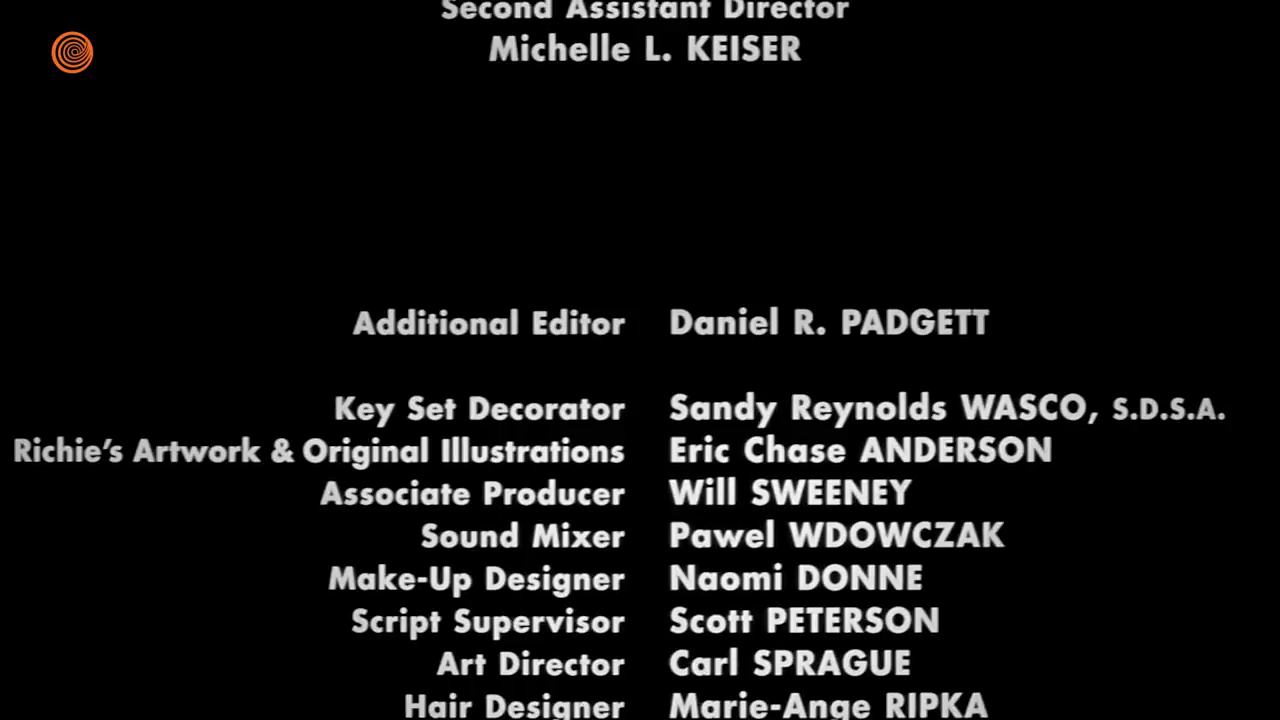 Second Assistant Director
Michelle L. KEISER
Additional Editor Daniel R. PADGETT
Key Set Decorator Sandy Reynolds WASCO, S.D.S.A.
Richie's Artwork & Original Illustrations Eric Chase ANDERSON
Associate Producer Will SWEENEY
Sound Mixer Pawel WDOWCZAK
Make-Up Designer Naomi DONNE
Script Supervisor Scott PETERSON
Art Director Carl SPRAGUE
Hair Designer Marie-Ange RIPKA